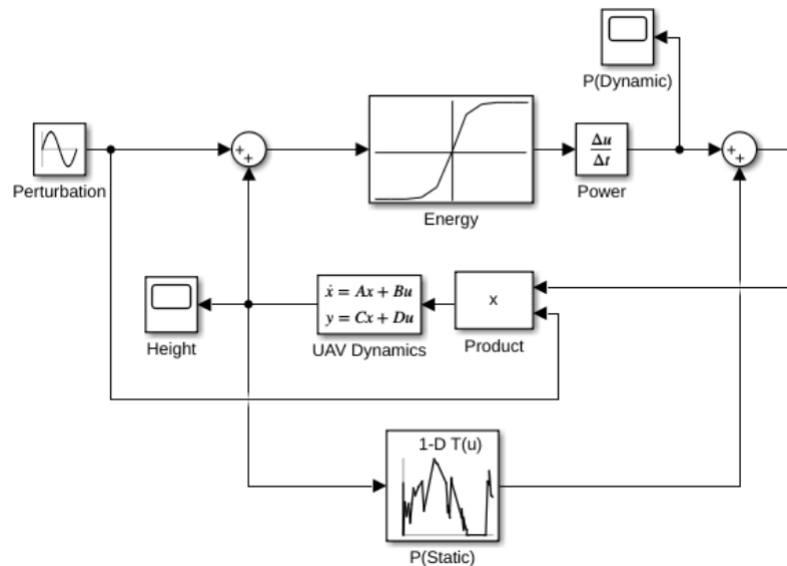 P(Dynamic)
+
+
Perturbation
Energy
Δu
Δt
Power
+
+
Height
ẋ = Ax + Bu
y = Cx + Du
UAV Dynamics
x
Product
1-D T(u)
P(Static)